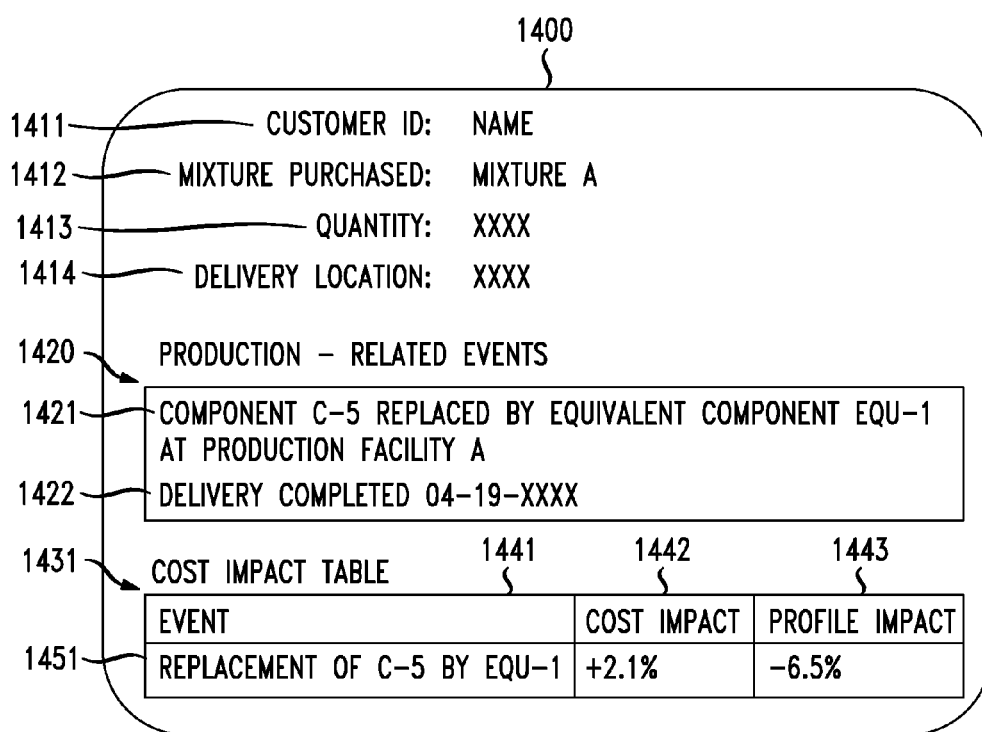 1400
1411 CUSTOMER ID: NAME
1412 MIXTURE PURCHASED: MIXTURE A
1413 QUANTITY: XXXX
1414 DELIVERY LOCATION: XXXX
1420 PRODUCTION – RELATED EVENTS
1421 COMPONENT C-5 REPLACED BY EQUIVALENT COMPONENT EQU-1
AT PRODUCTION FACILITY A
1422 DELIVERY COMPLETED 04-19-XXXX
1431 COST IMPACT TABLE 1441 1442 1443
EVENT COST IMPACT PROFILE IMPACT
1451 REPLACEMENT OF C-5 BY EQU-1 +2.1% -6.5%